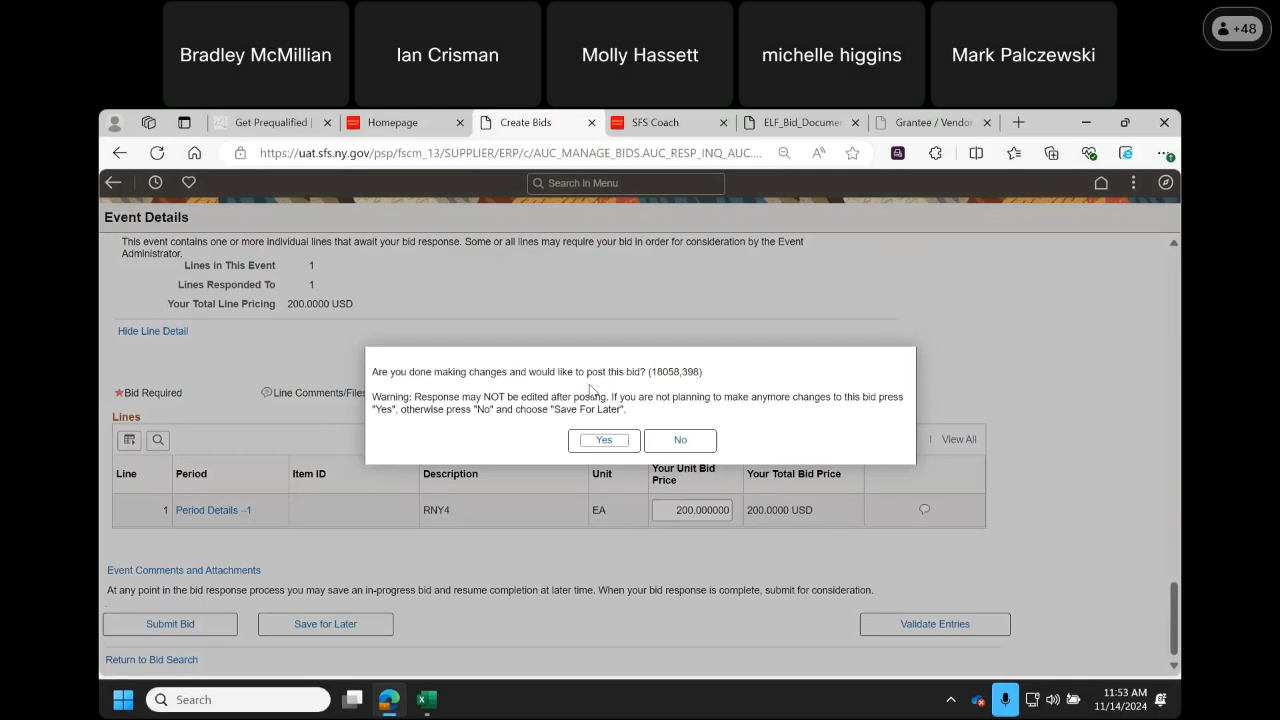 Bradley McMillian
Ian Crisman
Molly Hassett
michelle higgins
Mark Palczewski
+48
Get Prequalified |
Homepage
Create Bids
SFS Coach
ELF_Bid_Docume
Grantee / Vendor
https://uat.sfs.ny.gov/psp/fscm_13/SUPPLIER/ERP/c/AUC_MANAGE_BIDS.AUC_RESP_INQ_AUC....
Search in Menu
Event Details
This event contains one or more individual lines that await your bid response. Some or all lines may require your bid in order for consideration by the Event
Administrator.
Lines in This Event 1
Lines Responded To 1
Your Total Line Pricing 200.0000 USD
Hide Line Detail
Are you done making changes and would like to post this bid? (18058,398)
Warning: Response may NOT be edited after posting. If you are not planning to make anymore changes to this bid press
"Yes", otherwise press "No" and choose "Save For Later".
Yes
No
Bid Required
Line Comments/Files
Lines
View All
Line
Period
Item ID
Description
Unit
Your Unit Bid
Price
Your Total Bid Price
1
Period Details --1
RNY4
EA
200.000000
200.0000 USD
Event Comments and Attachments
At any point in the bid response process you may save an in-progress bid and resume completion at later time. When your bid response is complete, submit for consideration.
Submit Bid
Save for Later
Validate Entries
Return to Bid Search
Search
11:53 AM
11/14/2024